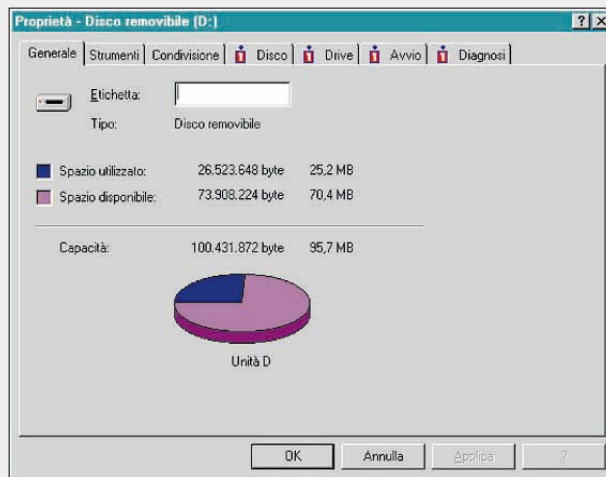 Proprietà - Disco removibile (D:)
Generale Strumenti Condivisione Disco Drive Avvio Diagnosi
Etichetta:
Tipo: Disco removibile
Spazio utilizzato: 26.523.648 byte 25,2 MB
Spazio disponibile: 73.908.224 byte 70,4 MB
Capacità: 100.431.872 byte 95,7 MB
Unità D
OK Annulla Applica ?